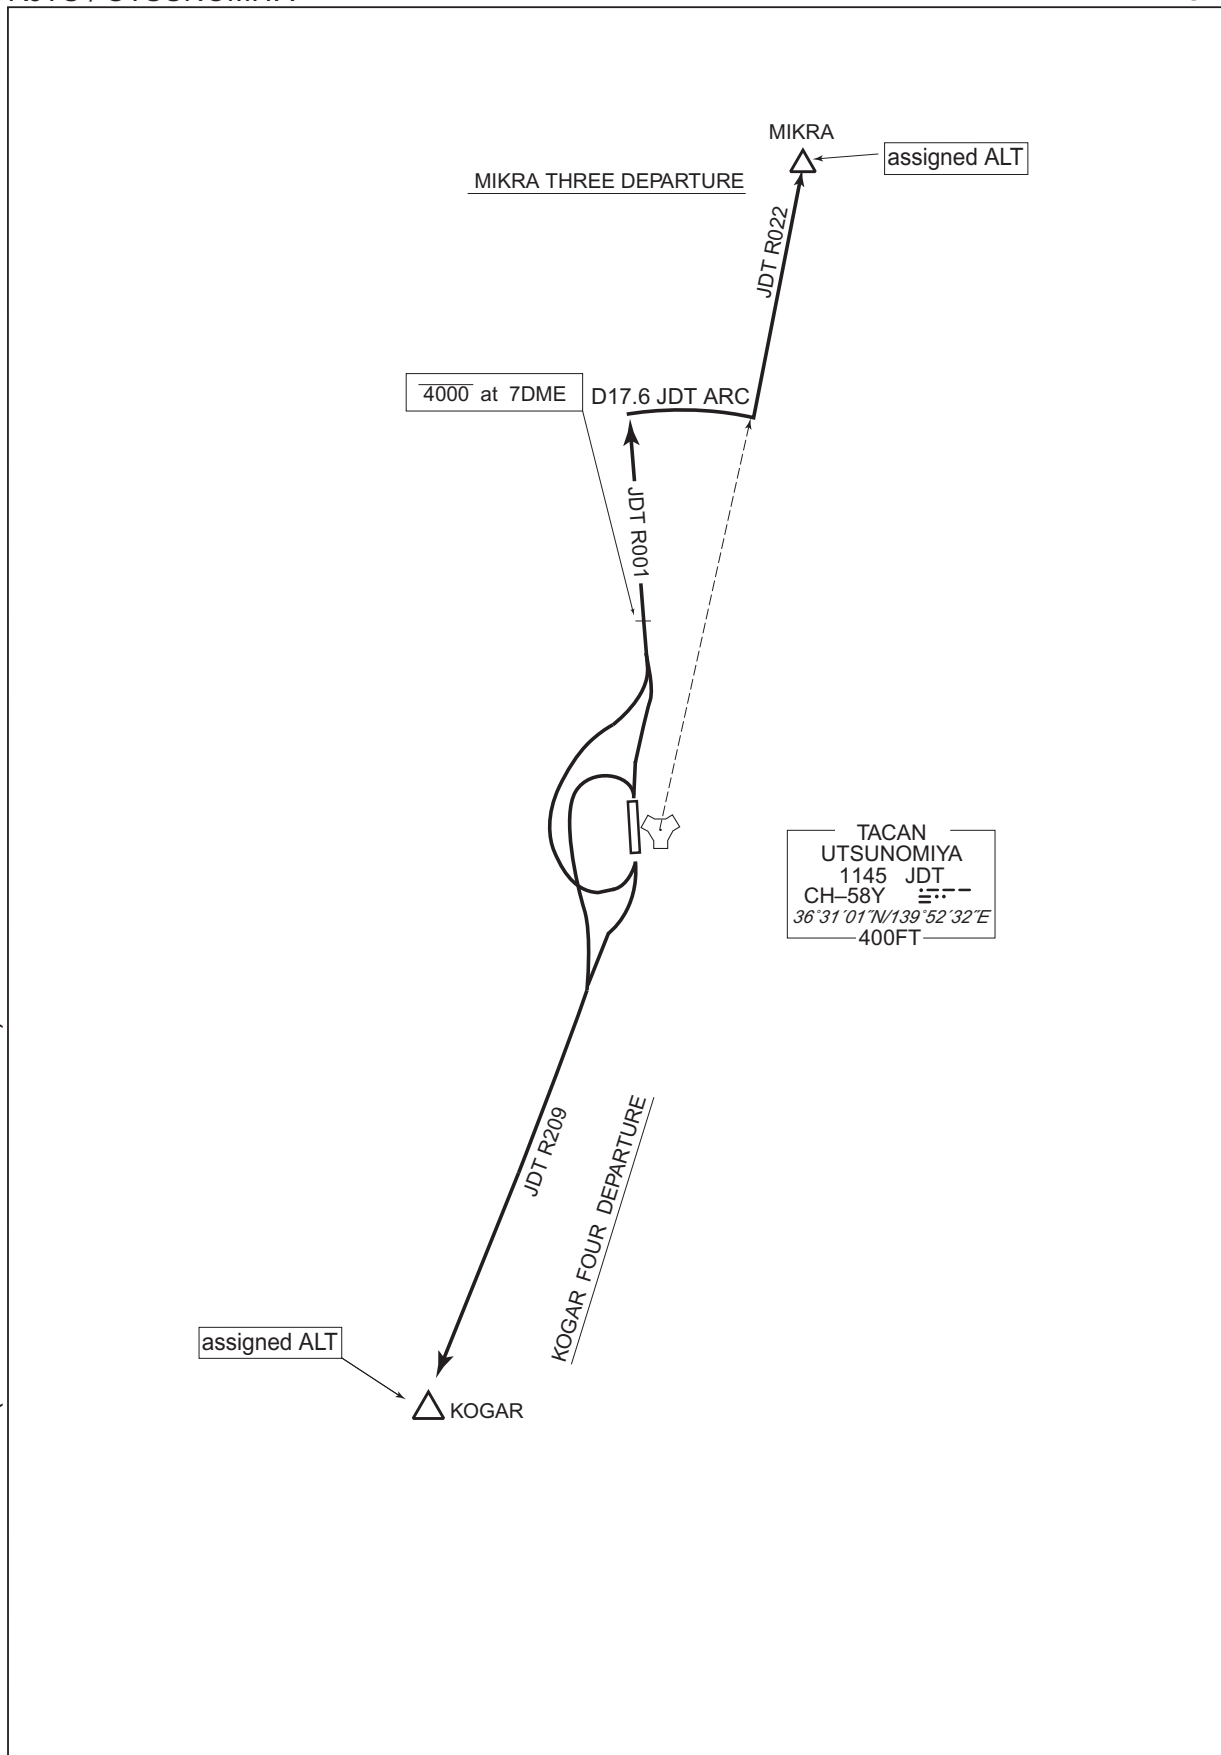 MIKRA
assigned ALT
MIKRA THREE DEPARTURE
JDT R022
4000 at 7DME
D17.6 JDT ARC
JDT R001
TACAN
UTSUNOMIYA
1145 JDT
CH–58Y
36°31´01˝N/139°52´32˝E
400FT
JDT R209
KOGAR FOUR DEPARTURE
assigned ALT
KOGAR